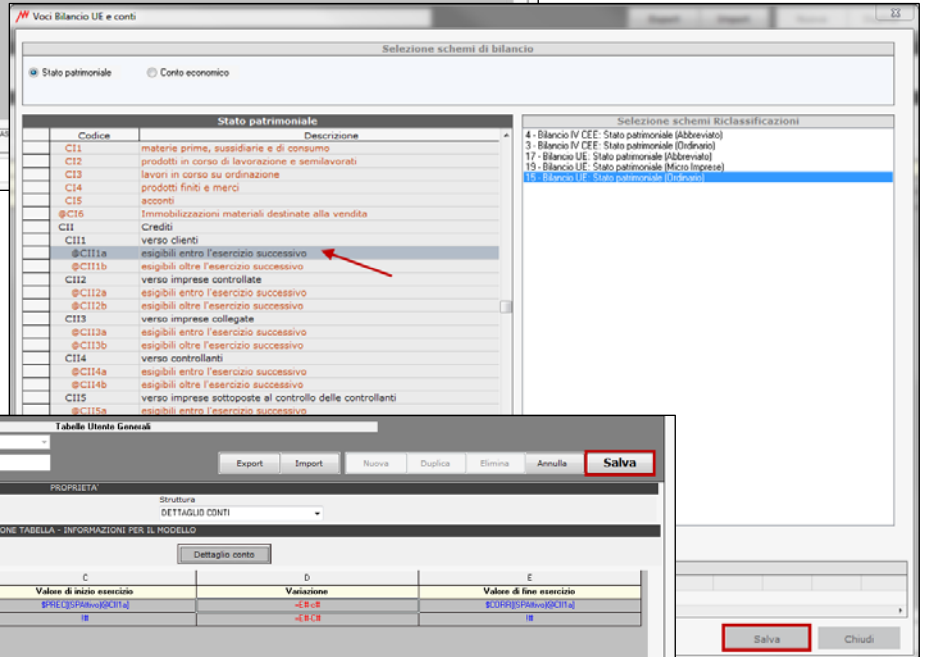 Voci Bilancio UE e conti
Selezione schemi di bilancio
Stato patrimoniale Conto economico
Stato patrimoniale
Codice Descrizione
CI1 materie prime, sussidiarie e di consumo
CI2 prodotti in corso di lavorazione e semilavorati
CI3 lavori in corso su ordinazione
CI4 prodotti finiti e merci
CI5 acconti
@CI6 Immobilizzazioni materiali destinate alla vendita
CII Crediti
CII1 verso clienti
@CII1a esigibili entro l'esercizio successivo
@CII1b esigibili oltre l'esercizio successivo
CII2 verso imprese controllate
@CII2a esigibili entro l'esercizio successivo
@CII2b esigibili oltre l'esercizio successivo
CII3 verso imprese collegate
@CII3a esigibili entro l'esercizio successivo
@CII3b esigibili oltre l'esercizio successivo
CII4 verso controllanti
@CII4a esigibili entro l'esercizio successivo
@CII4b esigibili oltre l'esercizio successivo
CII5 verso imprese sottoposte al controllo delle controllanti
@CII5a esigibili entro l'esercizio successivo
Selezione schemi Riclassificazioni
4 - Bilancio IV CEE: Stato patrimoniale (Abbreviato)
3 - Bilancio IV CEE: Stato patrimoniale (Ordinario)
17 - Bilancio UE: Stato patrimoniale (Abbreviato)
19 - Bilancio UE: Stato patrimoniale (Micro Imprese)
15 - Bilancio UE: Stato patrimoniale (Ordinario)
Tabelle Utente Generali
Export Import Nuova Duplica Elimina Annulla Salva
PROPRIETA'
Struttura
DETTAGLIO CONTI
ONE TABELLA - INFORMAZIONI PER IL MODELLO
Dettaglio conto
C D E
Valore di inizio esercizio Variazione Valore di fine esercizio
Salva Chiudi